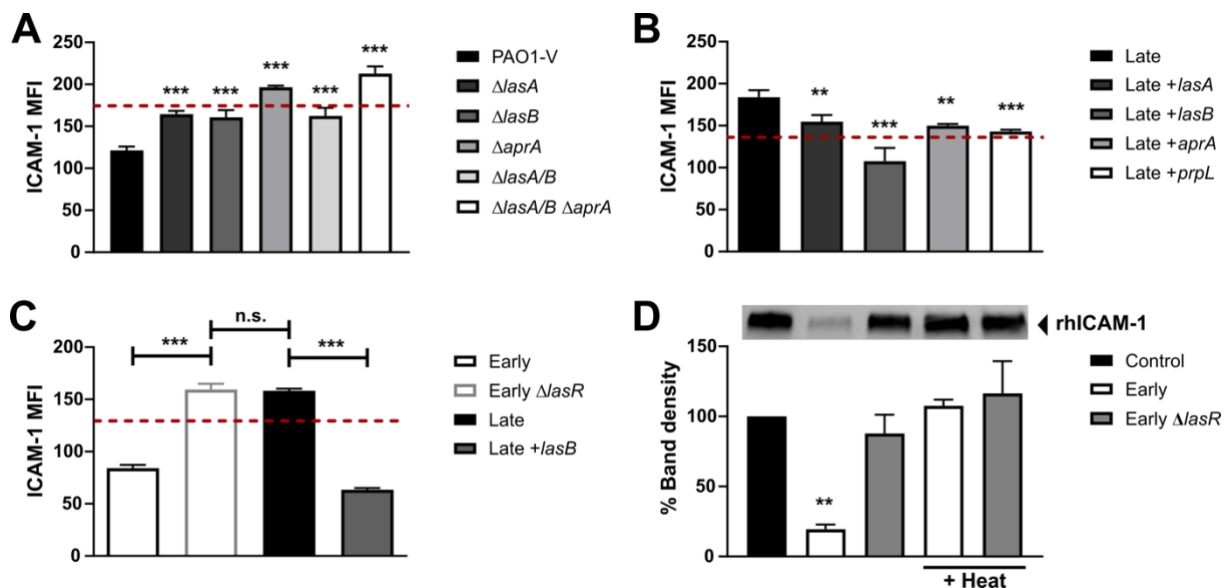 A
ICAM-1 MFI
250
200
150
100
50
0
***
***
***
***
***
PAO1-V
ΔlasA
ΔlasB
ΔaprA
ΔlasA/B
ΔlasA/B ΔaprA
B
ICAM-1 MFI
250
200
150
100
50
0
**
***
**
***
Late
Late +lasA
Late +lasB
Late +aprA
Late +prpL
C
ICAM-1 MFI
200
150
100
50
0
***
n.s.
***
Early
Early ΔlasR
Late
Late +lasB
D
rhICAM-1
% Band density
150
100
50
0
**
+ Heat
Control
Early
Early ΔlasR